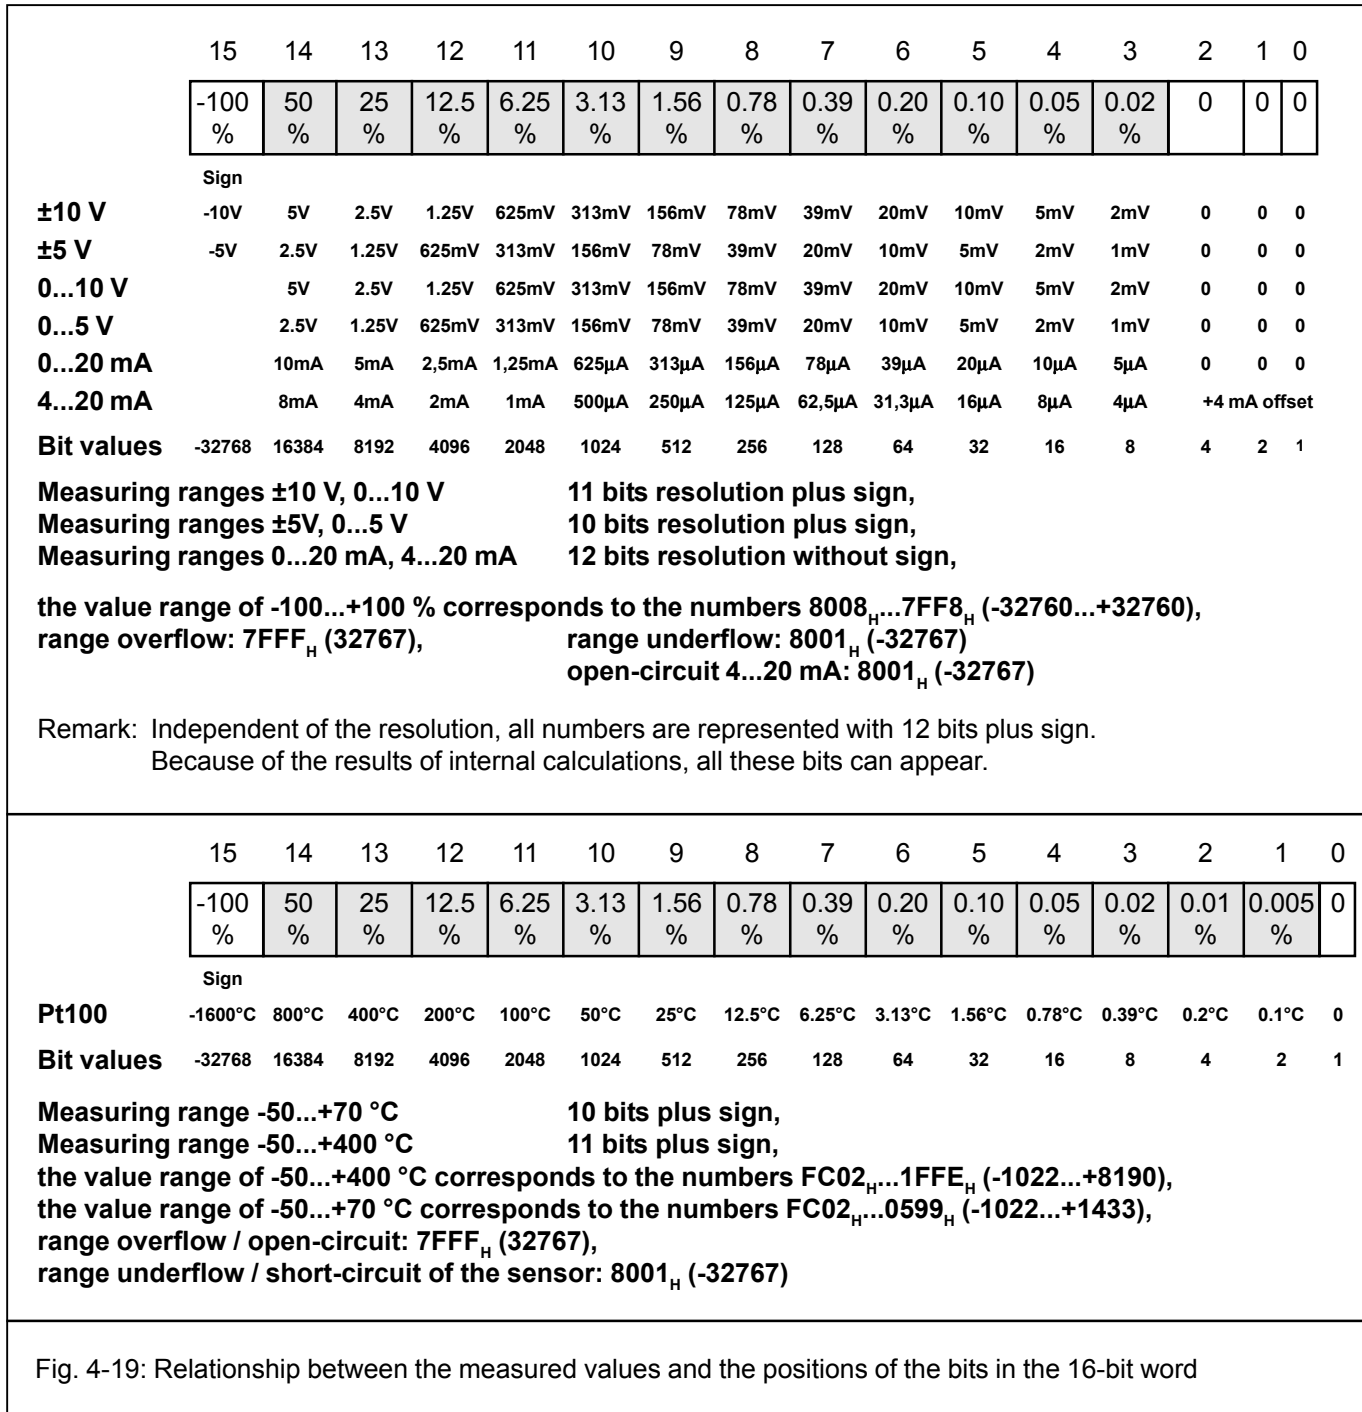 15 14 13 12 11 10 9 8 7 6 5 4 3 2 1 0
-100 % 50 % 25 % 12.5 % 6.25 % 3.13 % 1.56 % 0.78 % 0.39 % 0.20 % 0.10 % 0.05 % 0.02 % 0 0 0
Sign
±10 V -10V 5V 2.5V 1.25V 625mV 313mV 156mV 78mV 39mV 20mV 10mV 5mV 2mV 0 0 0
±5 V -5V 2.5V 1.25V 625mV 313mV 156mV 78mV 39mV 20mV 10mV 5mV 2mV 1mV 0 0 0
0...10 V 5V 2.5V 1.25V 625mV 313mV 156mV 78mV 39mV 20mV 10mV 5mV 2mV 0 0 0
0...5 V 2.5V 1.25V 625mV 313mV 156mV 78mV 39mV 20mV 10mV 5mV 2mV 1mV 0 0 0
0...20 mA 10mA 5mA 2,5mA 1,25mA 625µA 313µA 156µA 78µA 39µA 20µA 10µA 5µA 0 0 0
4...20 mA 8mA 4mA 2mA 1mA 500µA 250µA 125µA 62,5µA 31,3µA 16µA 8µA 4µA +4 mA offset
Bit values -32768 16384 8192 4096 2048 1024 512 256 128 64 32 16 8 4 2 1
Measuring ranges ±10 V, 0...10 V 11 bits resolution plus sign,
Measuring ranges ±5V, 0...5 V 10 bits resolution plus sign,
Measuring ranges 0...20 mA, 4...20 mA 12 bits resolution without sign,
the value range of -100...+100 % corresponds to the numbers 8008H...7FF8H (-32760...+32760),
range overflow: 7FFFH (32767), range underflow: 8001H (-32767)
open-circuit 4...20 mA: 8001H (-32767)
Remark: Independent of the resolution, all numbers are represented with 12 bits plus sign.
Because of the results of internal calculations, all these bits can appear.
15 14 13 12 11 10 9 8 7 6 5 4 3 2 1 0
-100 % 50 % 25 % 12.5 % 6.25 % 3.13 % 1.56 % 0.78 % 0.39 % 0.20 % 0.10 % 0.05 % 0.02 % 0.01 % 0.005 % 0
Sign
Pt100 -1600°C 800°C 400°C 200°C 100°C 50°C 25°C 12.5°C 6.25°C 3.13°C 1.56°C 0.78°C 0.39°C 0.2°C 0.1°C 0
Bit values -32768 16384 8192 4096 2048 1024 512 256 128 64 32 16 8 4 2 1
Measuring range -50...+70 °C 10 bits plus sign,
Measuring range -50...+400 °C 11 bits plus sign,
the value range of -50...+400 °C corresponds to the numbers FC02H...1FFEH (-1022...+8190),
the value range of -50...+70 °C corresponds to the numbers FC02H...0599H (-1022...+1433),
range overflow / open-circuit: 7FFFH (32767),
range underflow / short-circuit of the sensor: 8001H (-32767)
Fig. 4-19: Relationship between the measured values and the positions of the bits in the 16-bit word